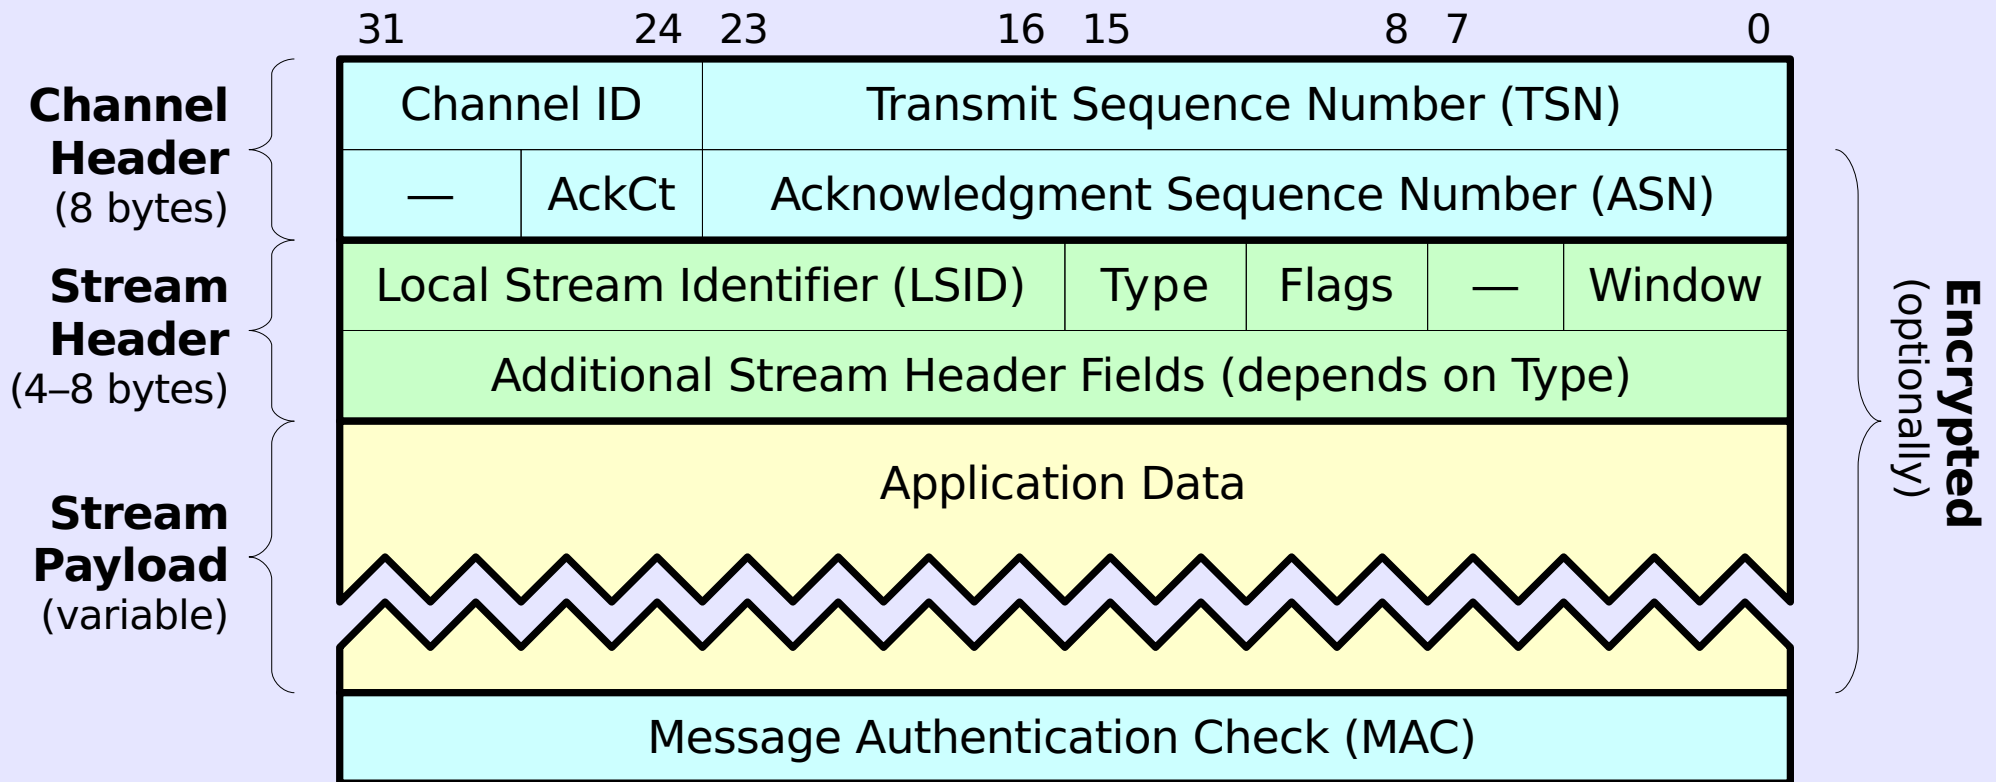 31 24 23 16 15 8 7 0
Channel
Header
(8 bytes)
Channel ID Transmit Sequence Number (TSN)
— AckCt Acknowledgment Sequence Number (ASN)
Stream
Header
(4–8 bytes)
Local Stream Identifier (LSID) Type Flags — Window
Additional Stream Header Fields (depends on Type)
Stream
Payload
(variable)
Application Data
Message Authentication Check (MAC)
Encrypted
(optionally)